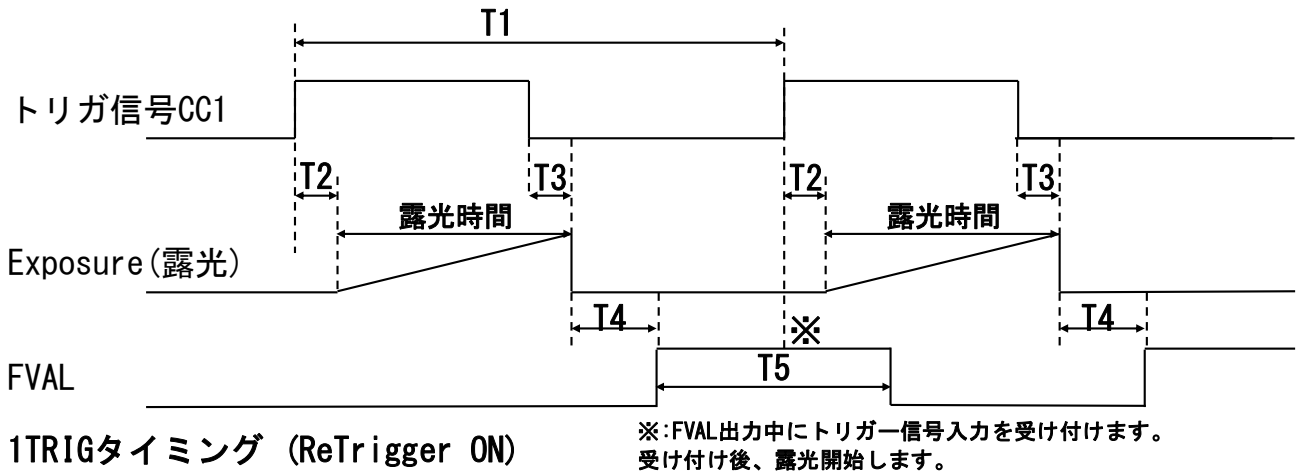 T1
トリガ信号CC1
T2 T3 T2 T3
露光時間 露光時間
Exposure(露光)
T4 ※ T4
FVAL
T5
1TRIGタイミング (ReTrigger ON)
※:FVAL出力中にトリガー信号入力を受け付けます。
受け付け後、露光開始します。